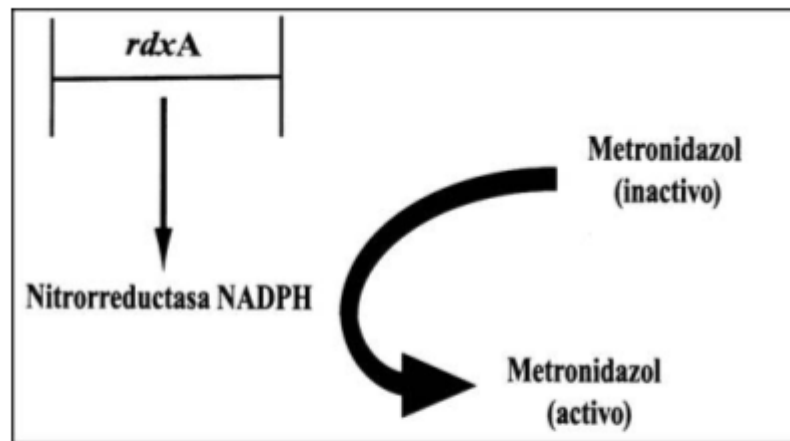 rdxA
Metronidazol
(inactivo)
Nitrorreductasa NADPH
Metronidazol
(activo)